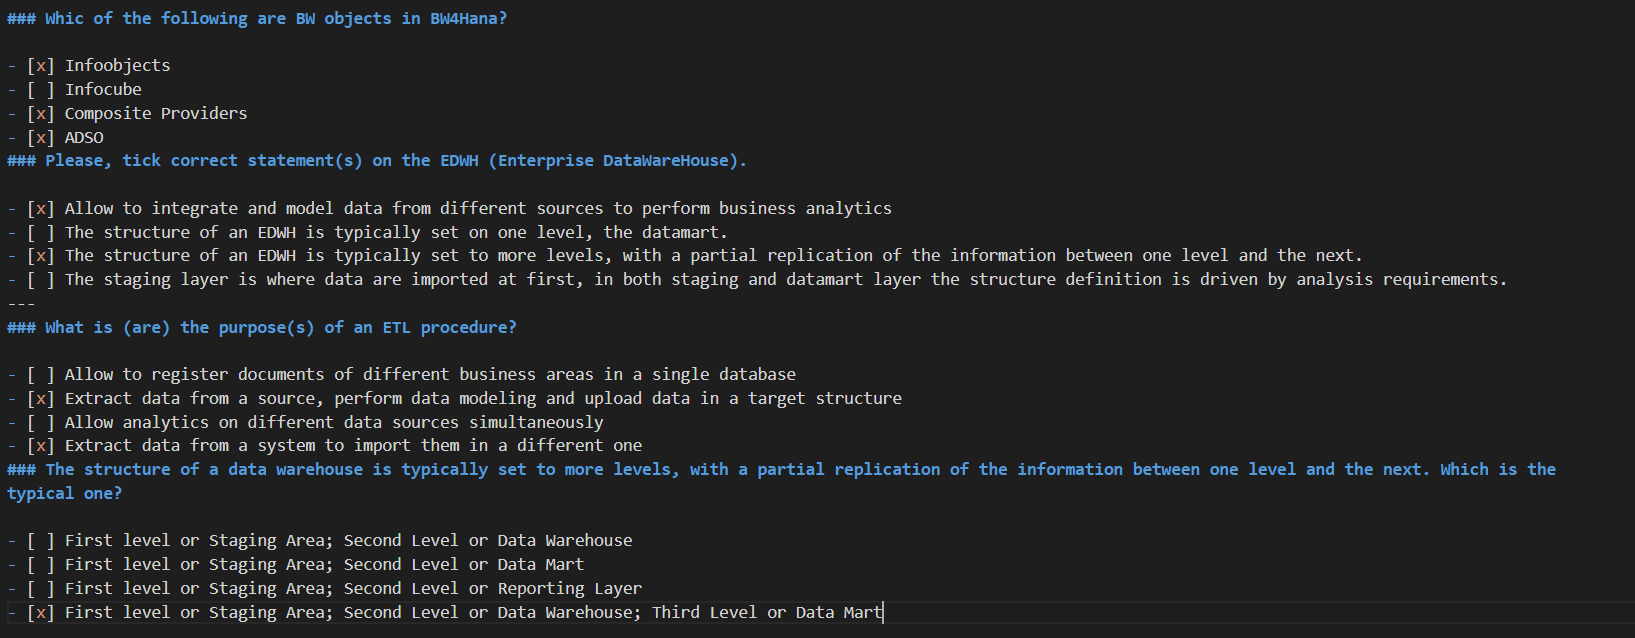 ### Whic of the following are BW objects in BW4Hana?
- [x] Infoobjects
- [ ] Infocube
- [x] Composite Providers
- [x] ADSO
### Please, tick correct statement(s) on the EDWH (Enterprise DataWareHouse).
- [x] Allow to integrate and model data from different sources to perform business analytics
- [ ] The structure of an EDWH is typically set on one level, the datamart.
- [x] The structure of an EDWH is typically set to more levels, with a partial replication of the information between one level and the next.
- [ ] The staging layer is where data are imported at first, in both staging and datamart layer the structure definition is driven by analysis requirements.
---
### What is (are) the purpose(s) of an ETL procedure?
- [ ] Allow to register documents of different business areas in a single database
- [x] Extract data from a source, perform data modeling and upload data in a target structure
- [ ] Allow analytics on different data sources simultaneously
- [x] Extract data from a system to import them in a different one
### The structure of a data warehouse is typically set to more levels, with a partial replication of the information between one level and the next. Which is the
typical one?
- [ ] First level or Staging Area; Second Level or Data Warehouse
- [ ] First level or Staging Area; Second Level or Data Mart
- [ ] First level or Staging Area; Second Level or Reporting Layer
- [x] First level or Staging Area; Second Level or Data Warehouse; Third Level or Data Mart